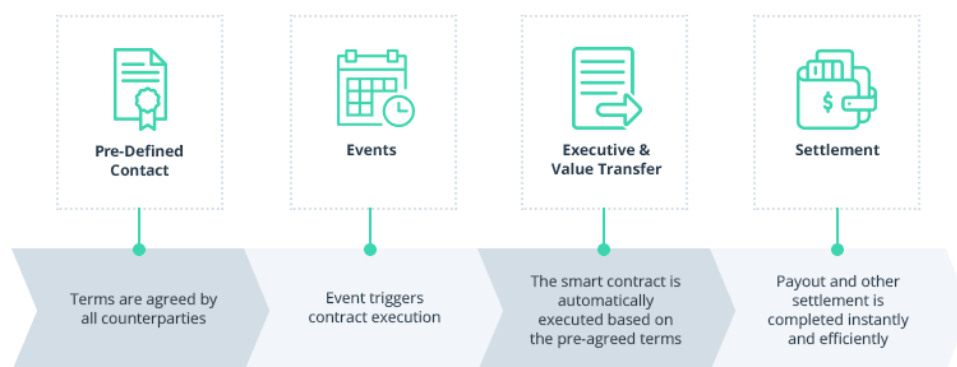 Pre-Defined
Contact
Events
Executive &
Value Transfer
$
Settlement
Terms are agreed by
all counterparties
Event triggers
contract execution
The smart contract is
automatically
executed based on
the pre-agreed terms
Payout and other
settlement is
completed instantly
and efficiently